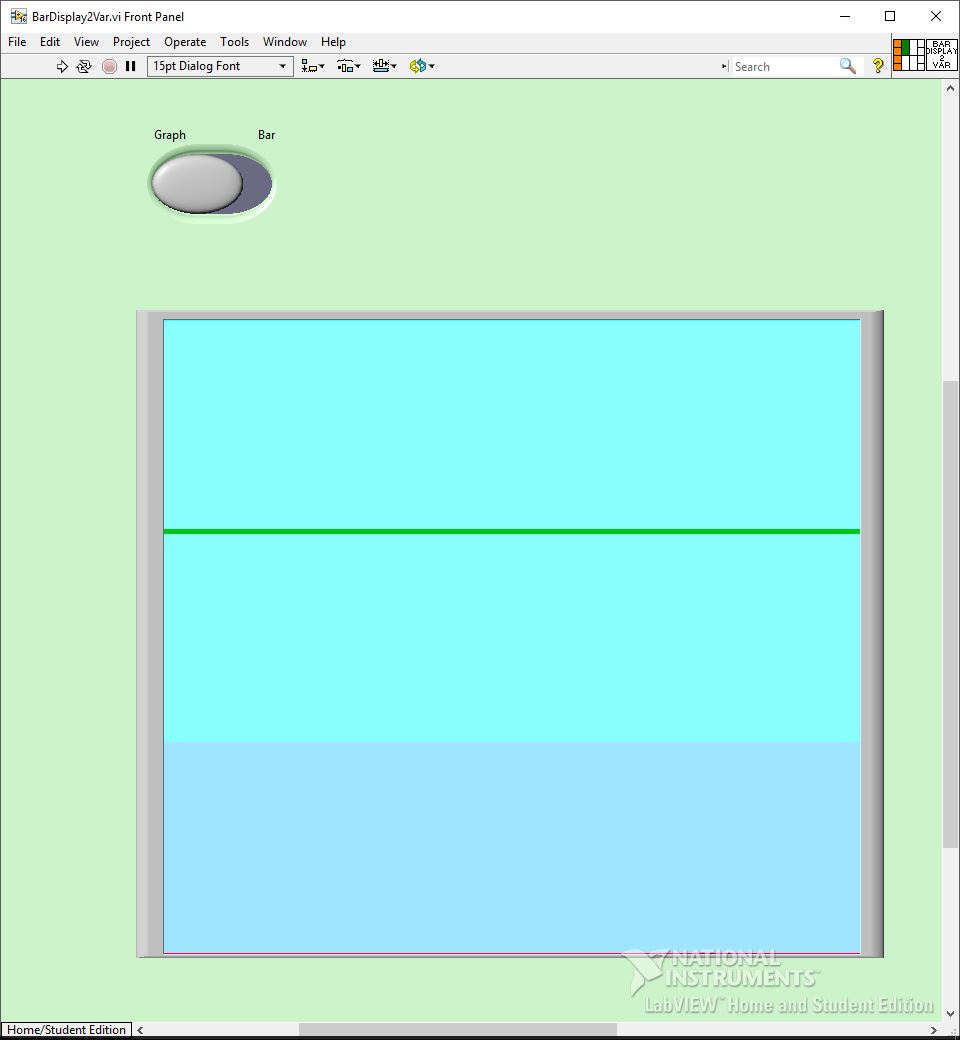 BarDisplay2Var.vi Front Panel
File Edit View Project Operate Tools Window Help
15pt Dialog Font
Search
BAR
DISPLAY
2
VAR
Graph Bar
NATIONAL
INSTRUMENTS™
LabVIEW™ Home and Student Edition
Home/Student Edition